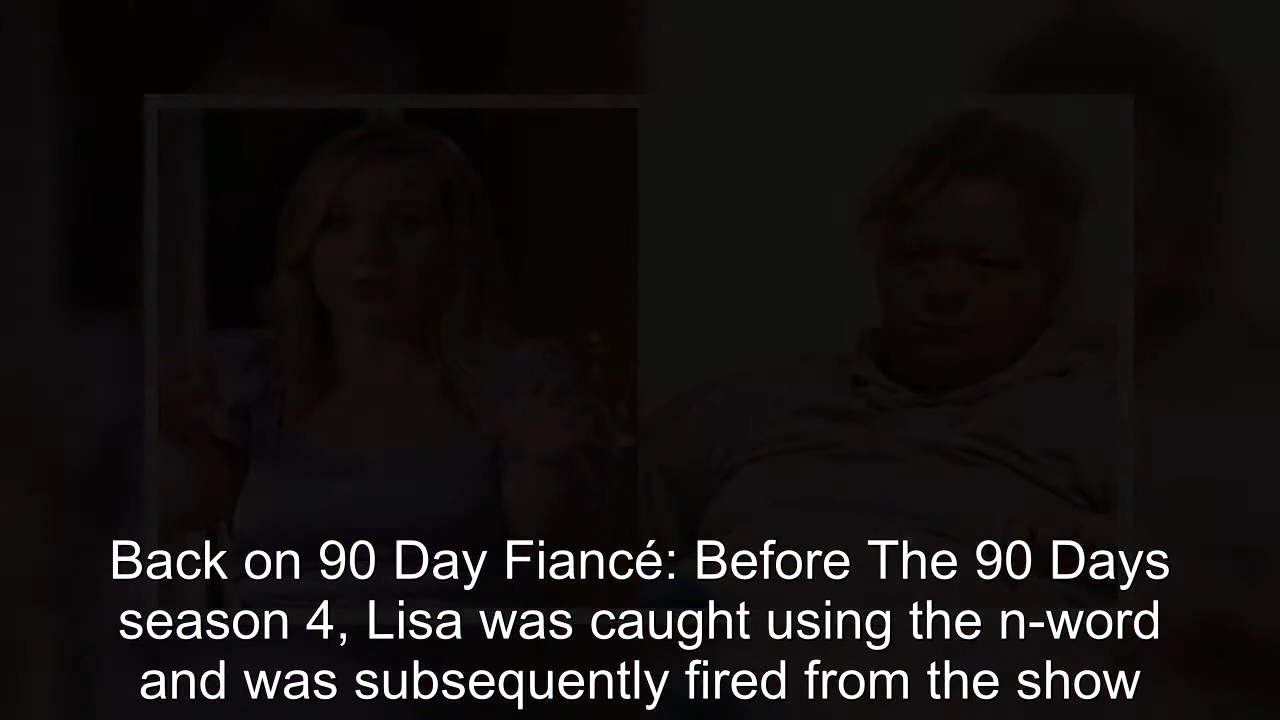 Back on 90 Day Fiancé: Before The 90 Days
season 4, Lisa was caught using the n-word
and was subsequently fired from the show